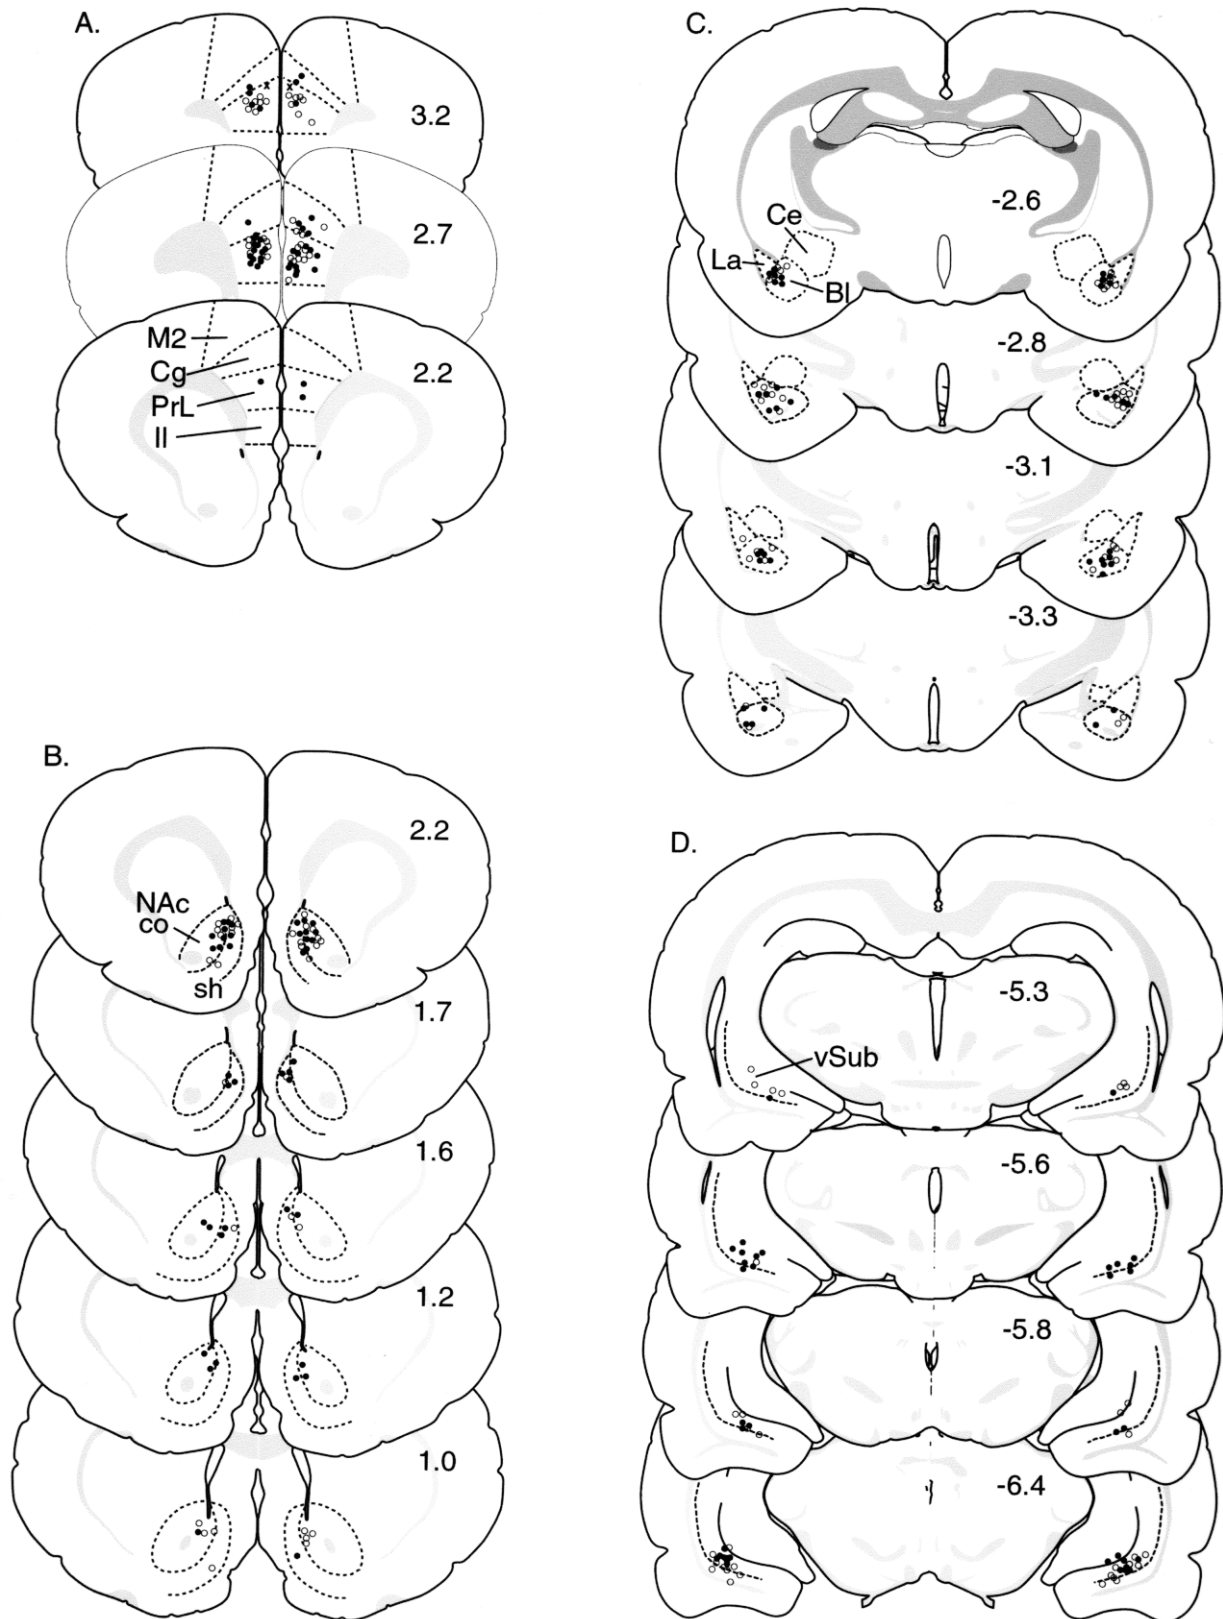 A.
3.2
2.7
M2
Cg
2.2
PrL
Il
B.
2.2
NAc
co
sh
1.7
1.6
1.2
1.0
C.
-2.6
Ce
La
Bl
-2.8
-3.1
-3.3
D.
-5.3
vSub
-5.6
-5.8
-6.4